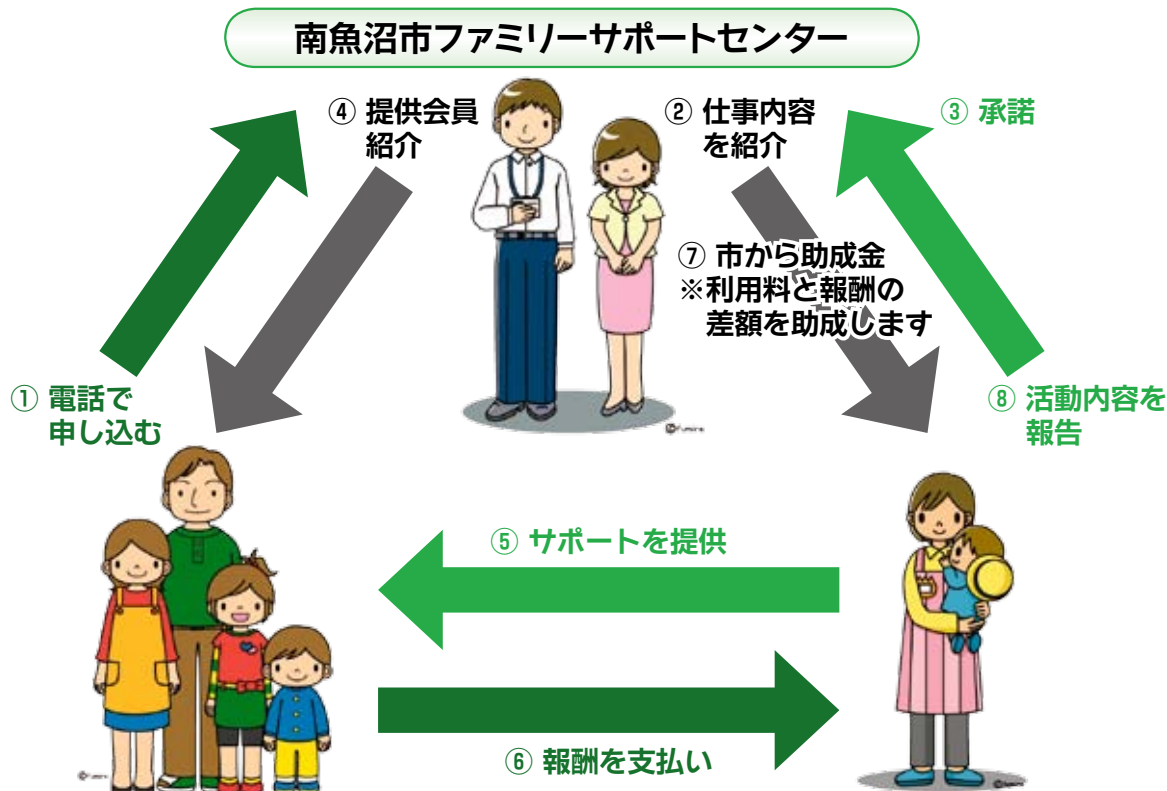 南魚沼市ファミリーサポートセンター
④ 提供会員
紹介
② 仕事内容
を紹介
③ 承諾
⑦ 市から助成金
※利用料と報酬の
差額を助成します
① 電話で
申し込む
⑧ 活動内容を
報告
⑤ サポートを提供
⑥ 報酬を支払い